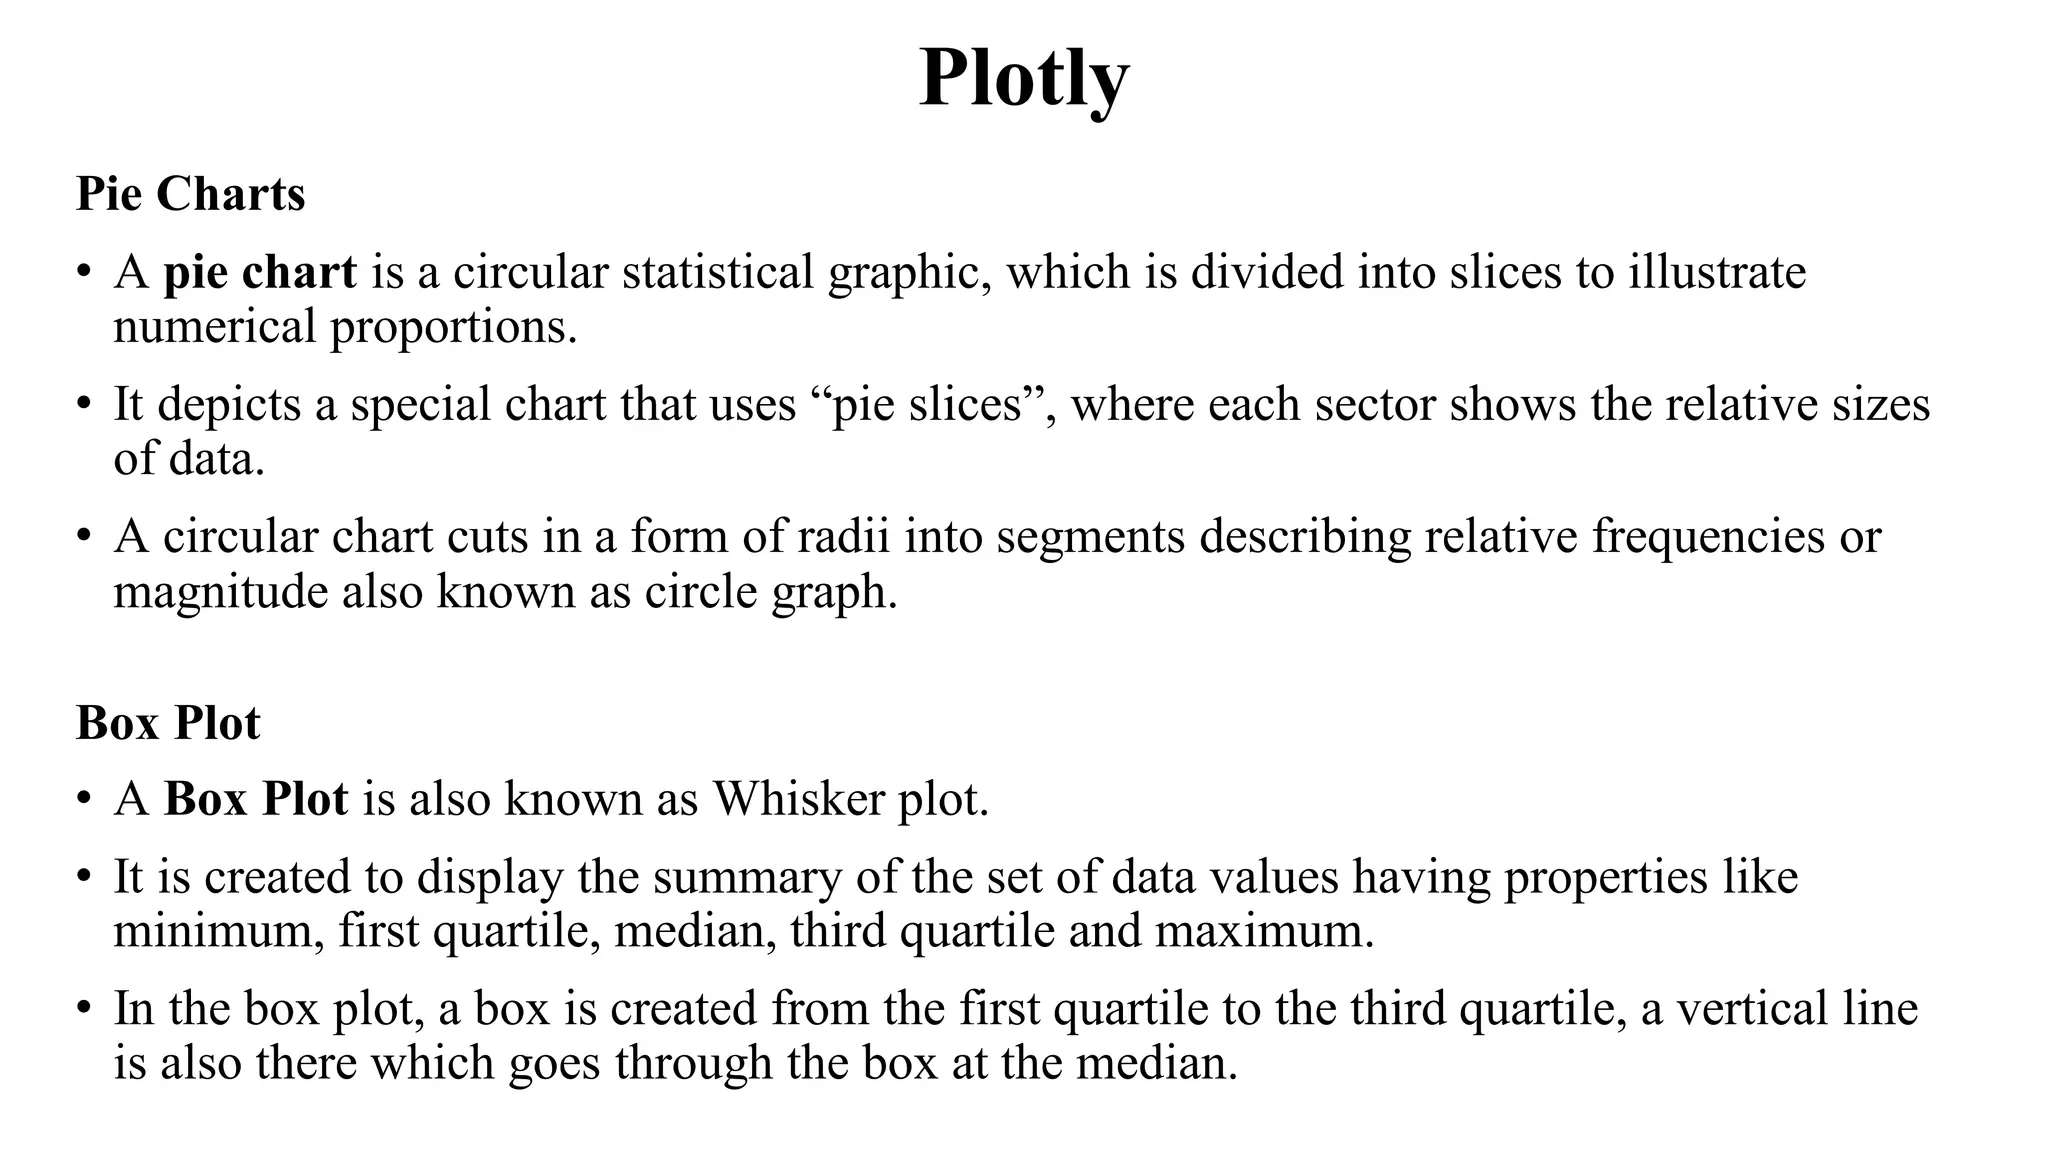 Plotly
Pie Charts
• A pie chart is a circular statistical graphic, which is divided into slices to illustrate
numerical proportions.
• It depicts a special chart that uses “pie slices”, where each sector shows the relative sizes
of data.
• A circular chart cuts in a form of radii into segments describing relative frequencies or
magnitude also known as circle graph.
Box Plot
• A Box Plot is also known as Whisker plot.
• It is created to display the summary of the set of data values having properties like
minimum, first quartile, median, third quartile and maximum.
• In the box plot, a box is created from the first quartile to the third quartile, a vertical line
is also there which goes through the box at the median.